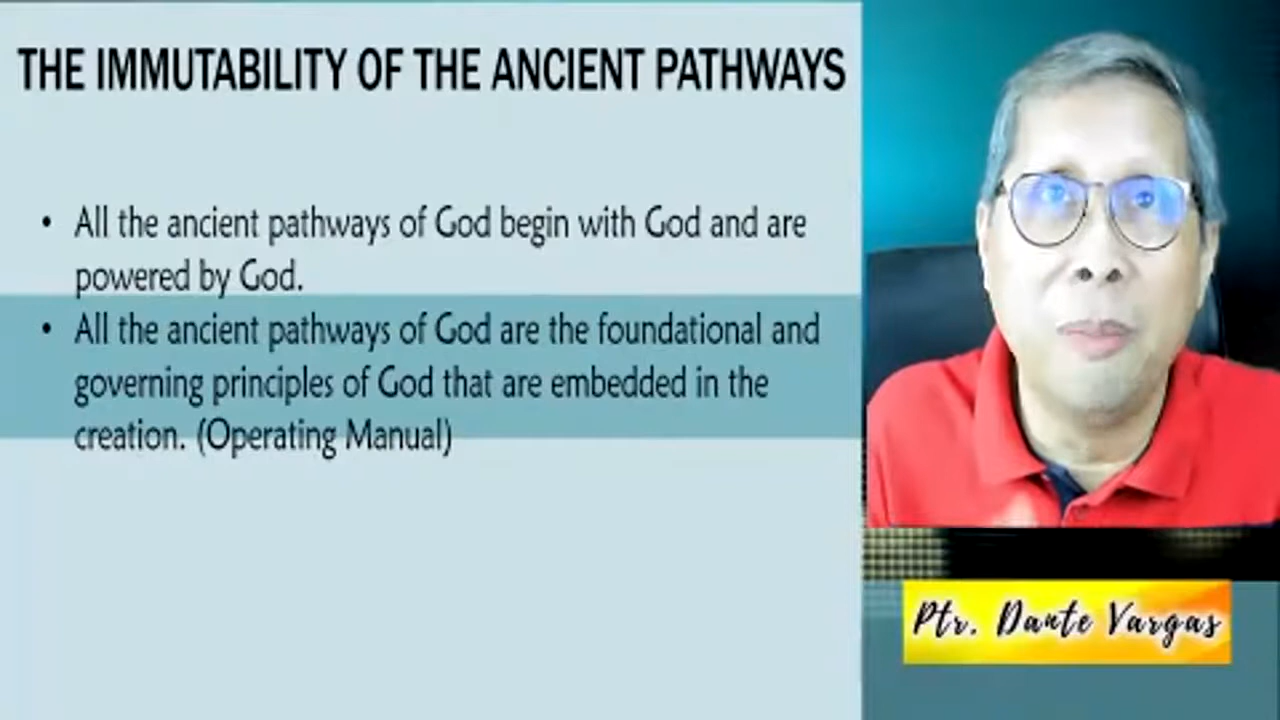 THE IMMUTABILITY OF THE ANCIENT PATHWAYS
• All the ancient pathways of God begin with God and are
powered by God.
• All the ancient pathways of God are the foundational and
governing principles of God that are embedded in the
creation. (Operating Manual)
Ptr. Dante Vargas